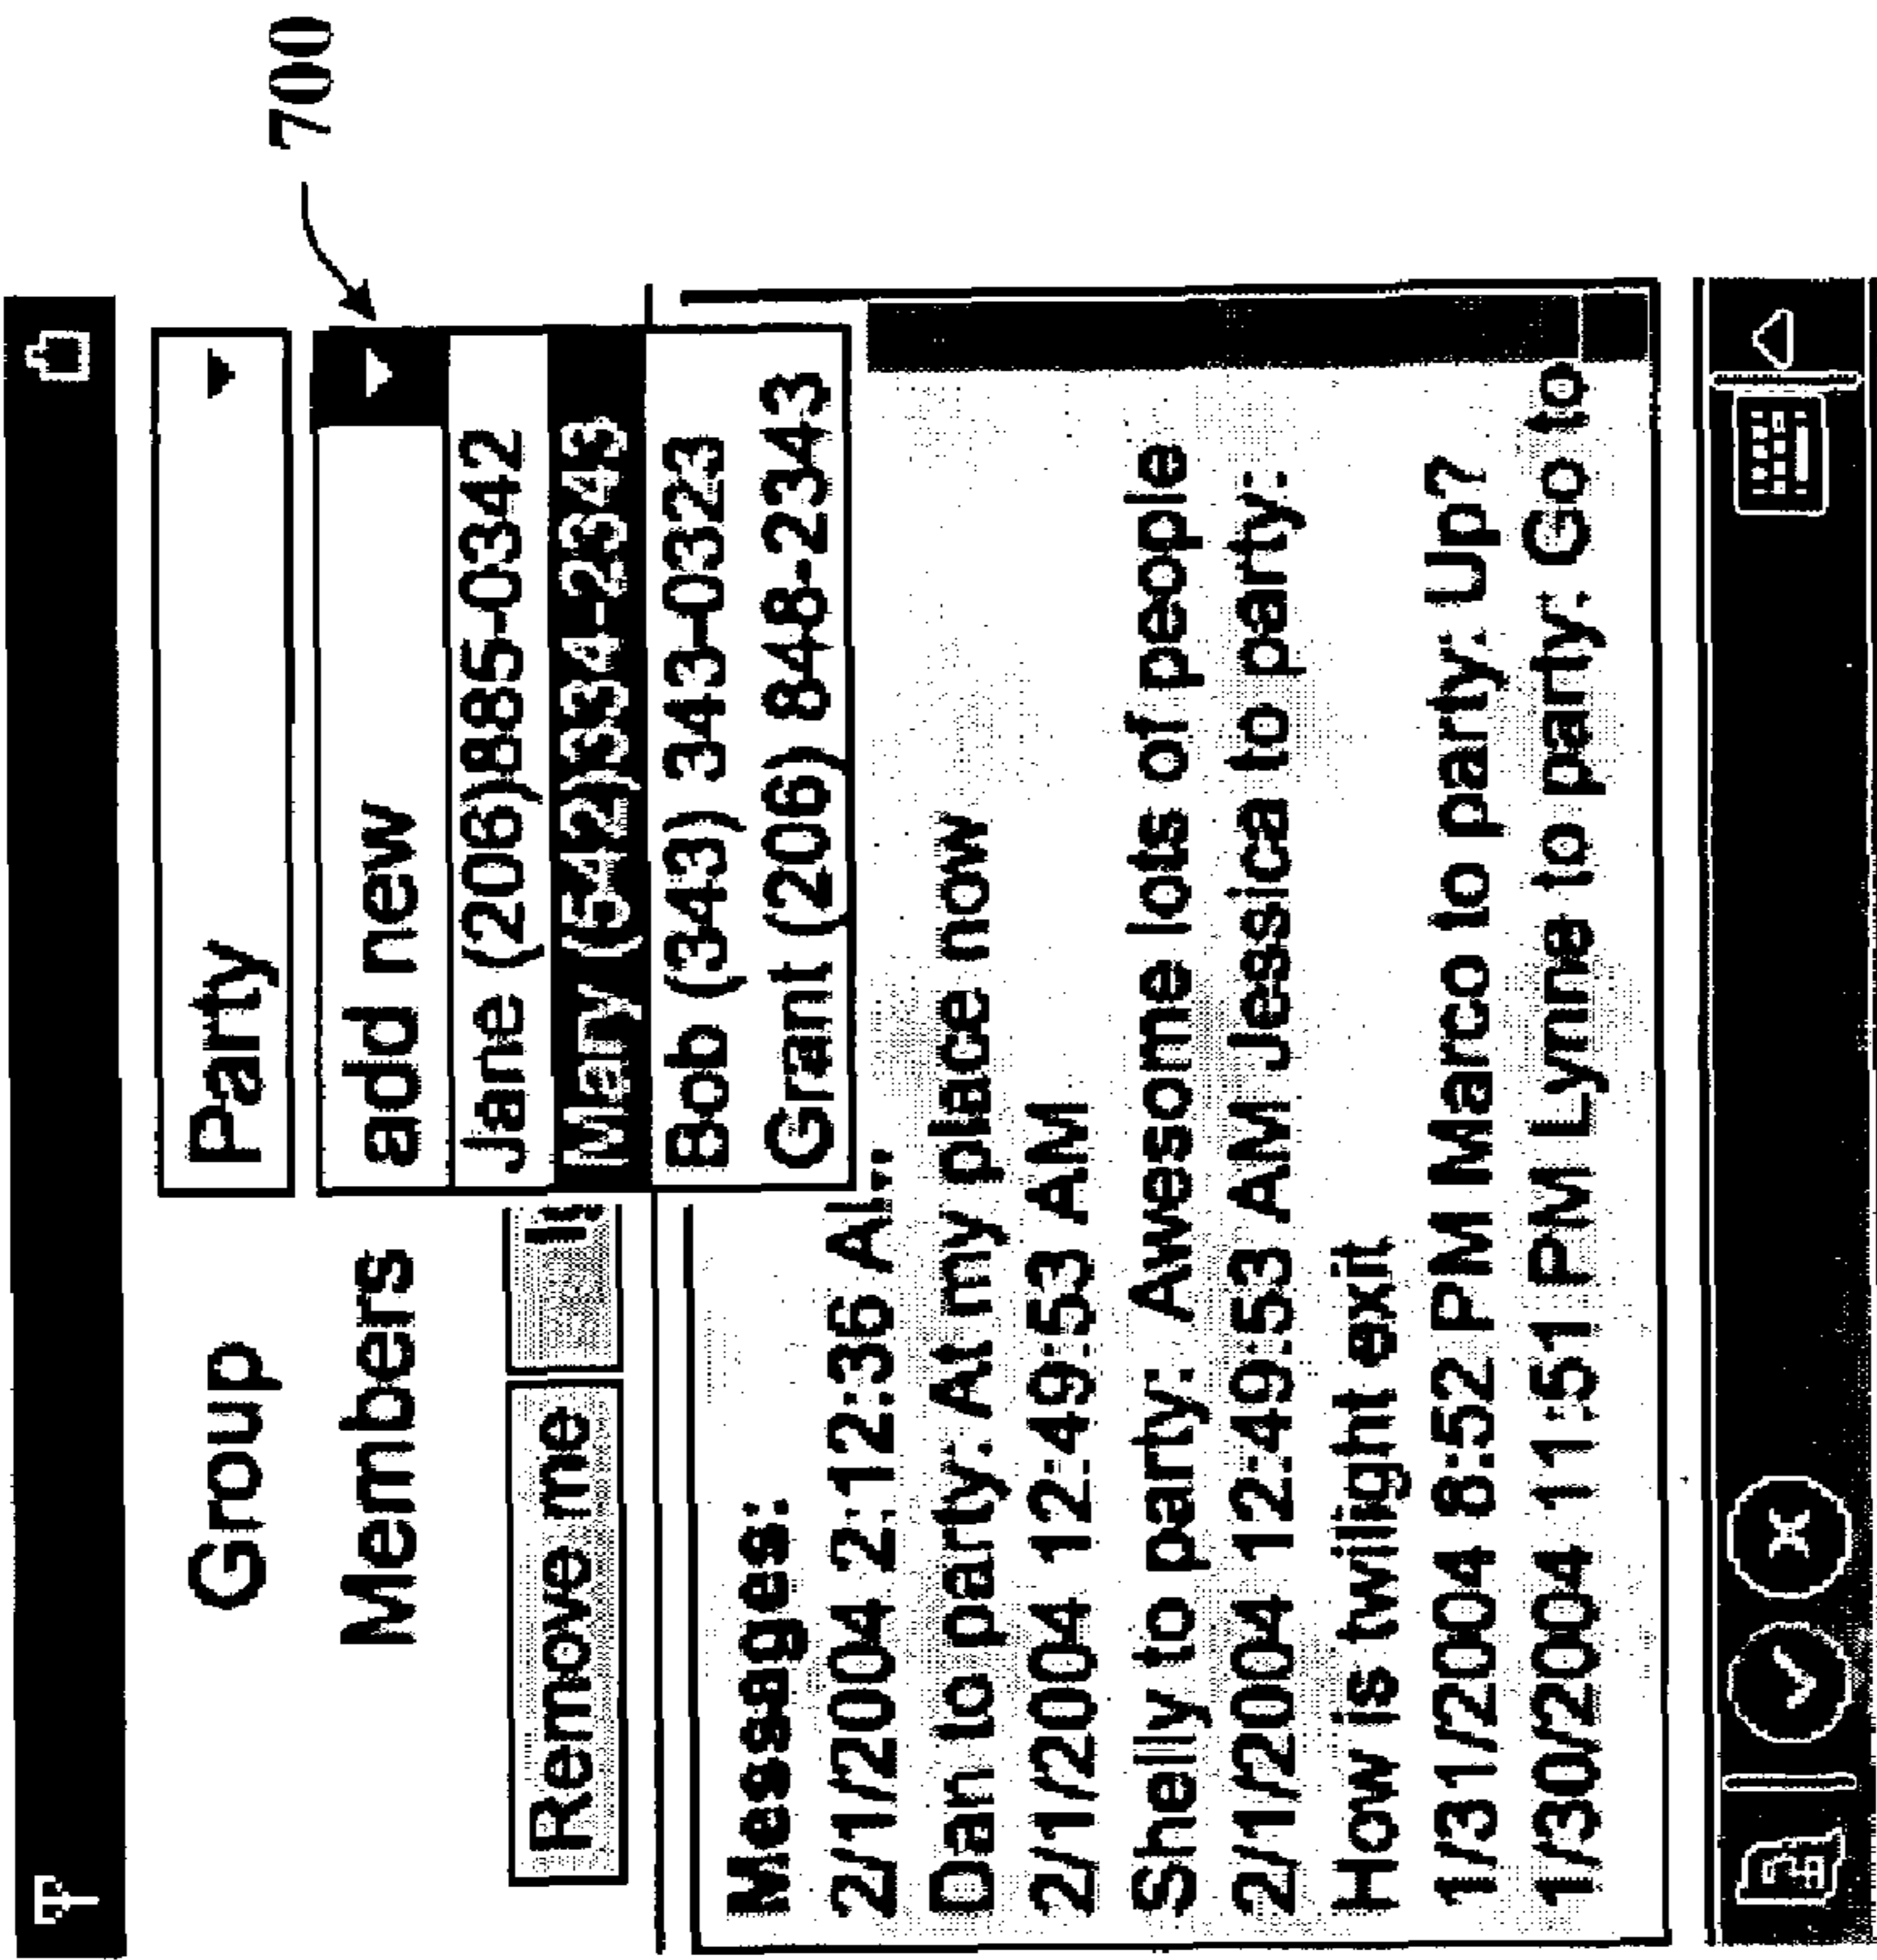 700
Group Party
Members add new
Jane (206)885-0342
Remove me
Mary
Bob (343) 343-0323
Grant (206) 848-2343
Messages:
2/1/2004 2:12:36
Dan to party: At my place now
2/1/2004 12:49:53 AM
Shelly to party: Awesome lots of people
2/1/2004 12:49:53 AM Jessica to party:
How is twilight exit
1/31/2004 8:52 PM Marco to party: Up?
1/30/2004 11:51 PM Lynne to party: Go to